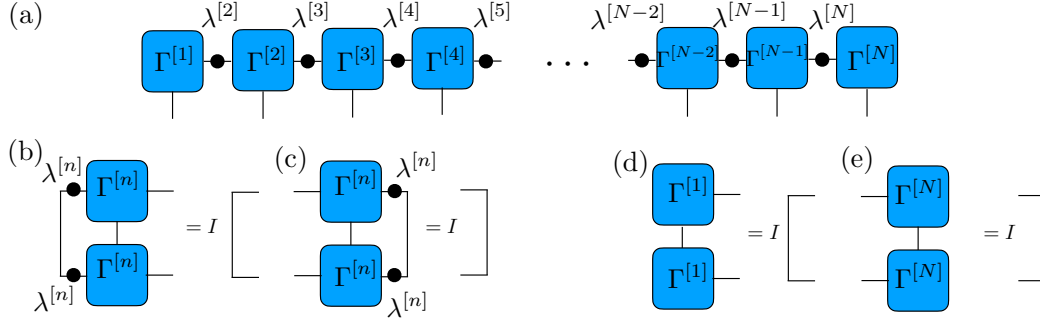 (a) λ^[2] λ^[3] λ^[4] λ^[5] λ^[N−2] λ^[N−1] λ^[N]
Γ^[1] Γ^[2] Γ^[3] Γ^[4] · · · Γ^[N−2] Γ^[N−1] Γ^[N]
(b) (c) (d) (e)
λ^[n] Γ^[n] Γ^[n] λ^[n] Γ^[1] Γ^[N]
= I = I = I = I
Γ^[n] Γ^[n] Γ^[1] Γ^[N]
λ^[n] λ^[n]